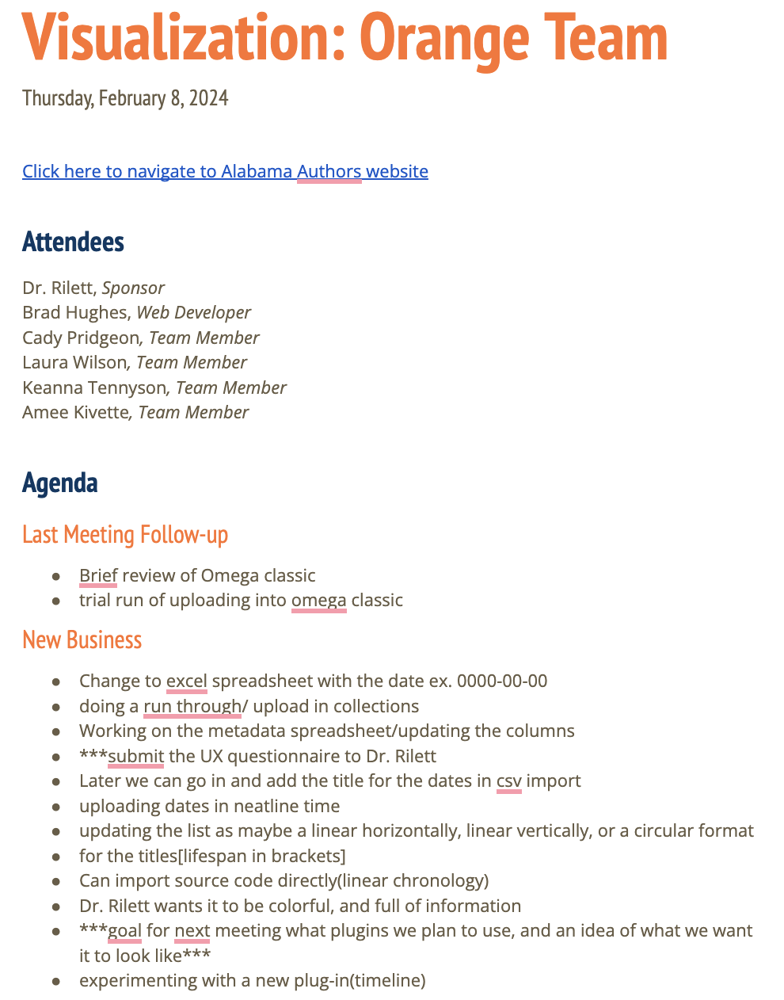 Visualization: Orange Team
Thursday, February 8, 2024
Click here to navigate to Alabama Authors website
Attendees
Dr. Rilett, Sponsor
Brad Hughes, Web Developer
Cady Pridgeon, Team Member
Laura Wilson, Team Member
Keanna Tennyson, Team Member
Amee Kivette, Team Member
Agenda
Last Meeting Follow-up
● Brief review of Omega classic
● trial run of uploading into omega classic
New Business
● Change to excel spreadsheet with the date ex. 0000-00-00
● doing a run through/ upload in collections
● Working on the metadata spreadsheet/updating the columns
● ***submit the UX questionnaire to Dr. Rilett
● Later we can go in and add the title for the dates in csv import
● uploading dates in neatline time
● updating the list as maybe a linear horizontally, linear vertically, or a circular format
● for the titles[lifespan in brackets]
● Can import source code directly(linear chronology)
● Dr. Rilett wants it to be colorful, and full of information
● ***goal for next meeting what plugins we plan to use, and an idea of what we want
it to look like***
● experimenting with a new plug-in(timeline)